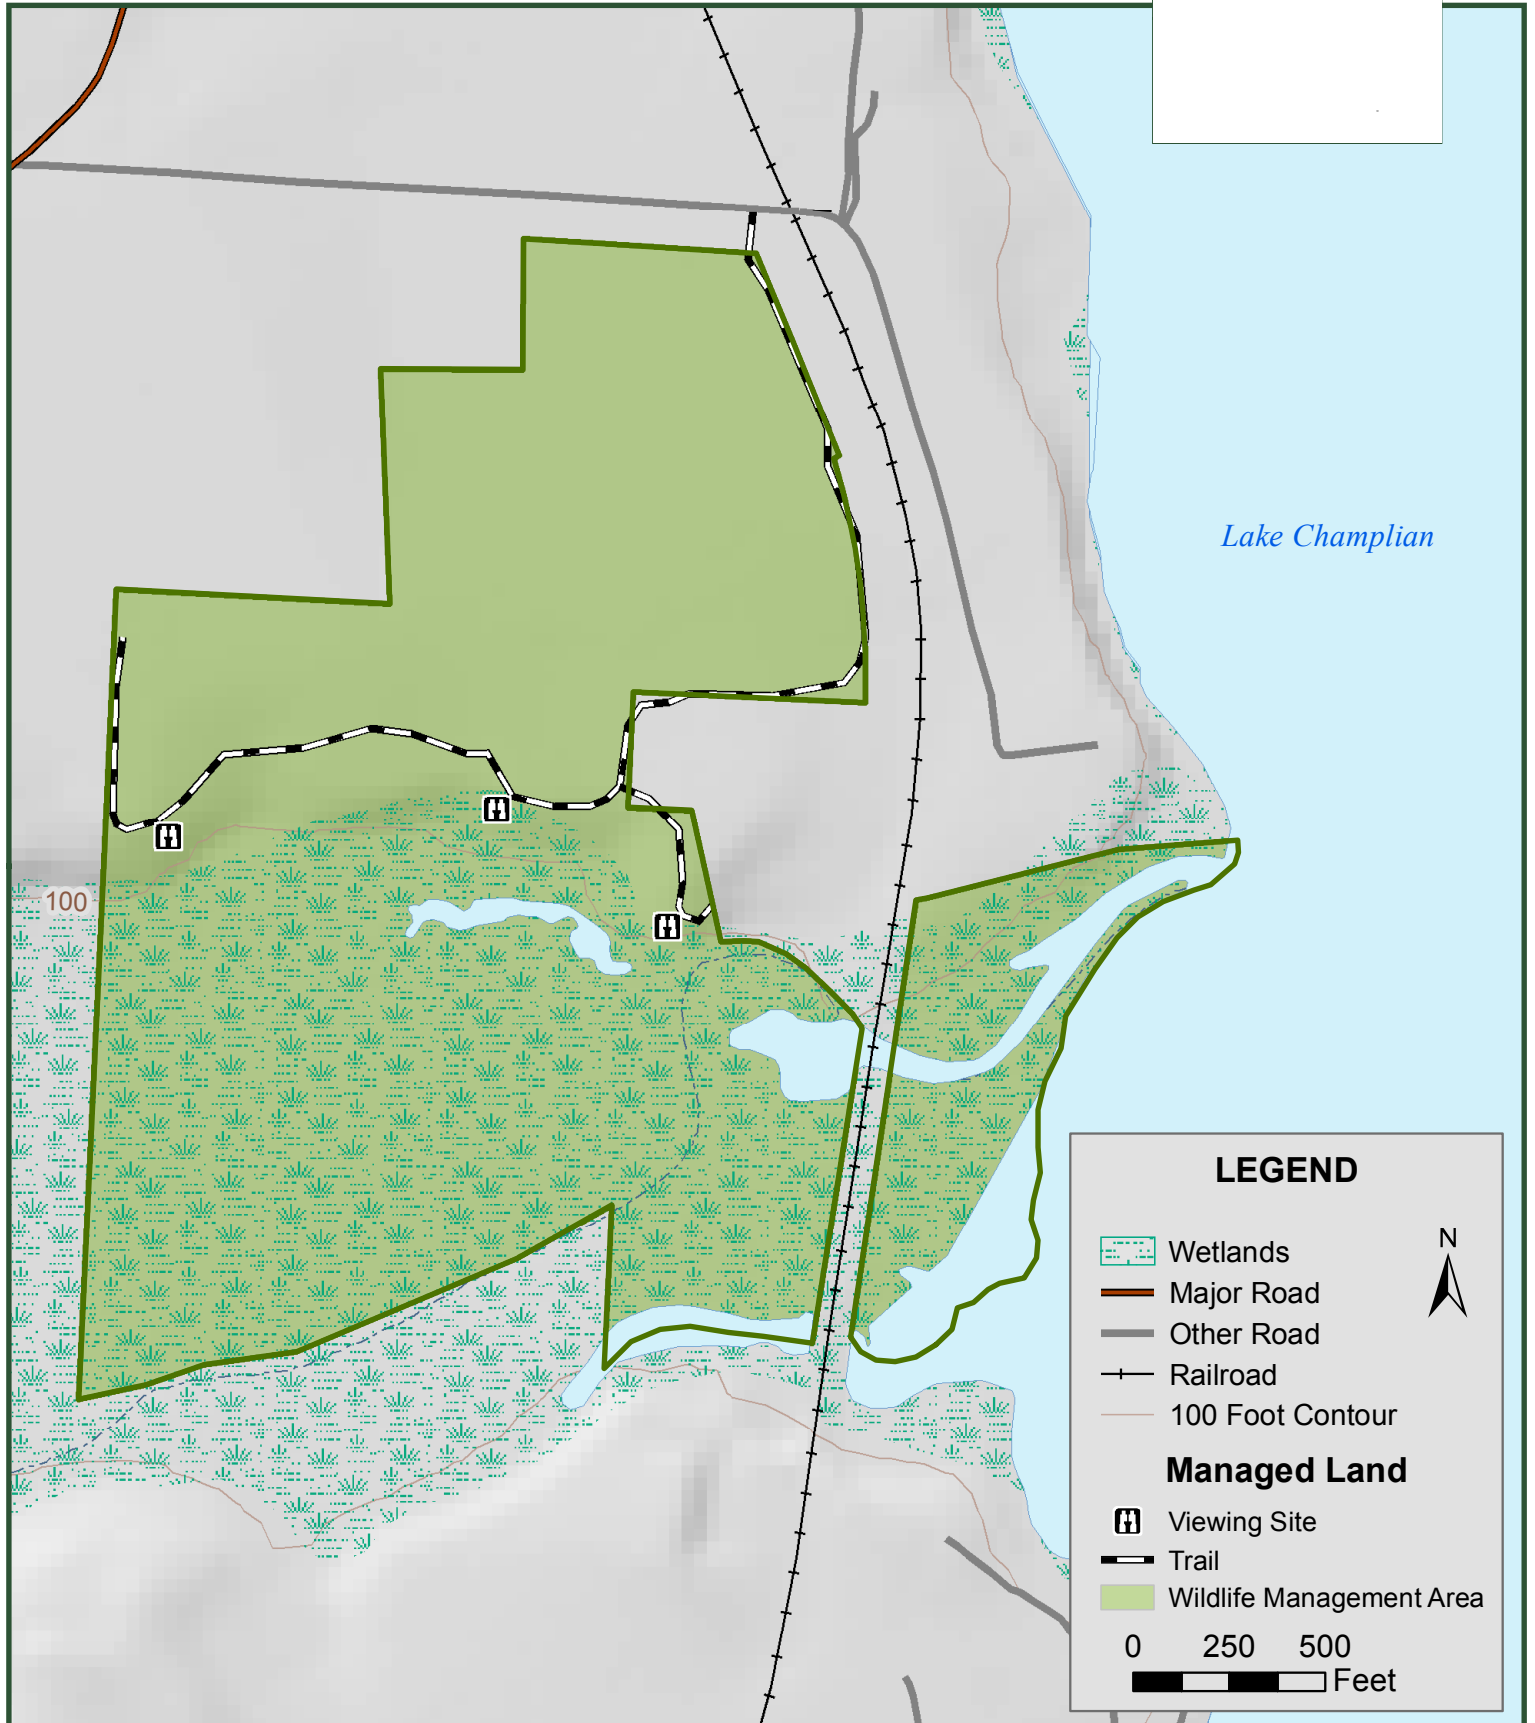 Lake Champlian
100
LEGEND
N
Wetlands
Major Road
Other Road
Railroad
100 Foot Contour
Managed Land
Viewing Site
Trail
Wildlife Management Area
0 250 500
Feet